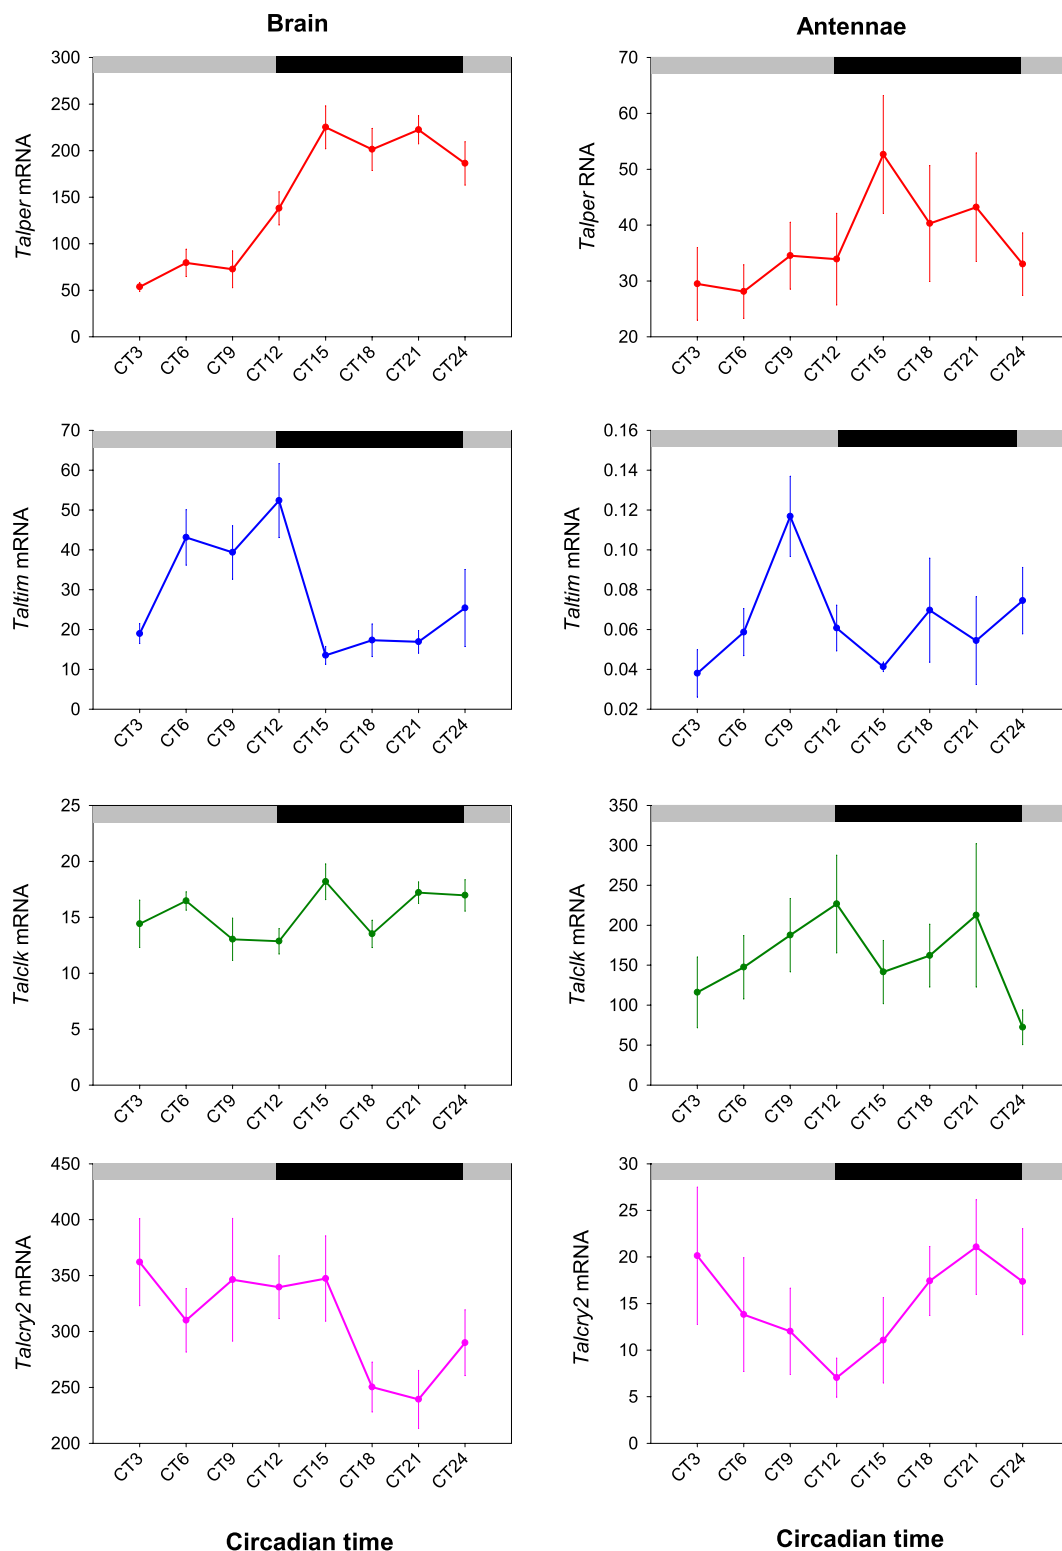 Brain
Antennae
300
250
200
150
100
50
0
Talper mRNA
CT3
CT6
CT9
CT12
CT15
CT18
CT21
CT24
70
60
50
40
30
20
Talper RNA
CT3
CT6
CT9
CT12
CT15
CT18
CT21
CT24
70
60
50
40
30
20
10
0
Taltim mRNA
CT3
CT6
CT9
CT12
CT15
CT18
CT21
CT24
0.16
0.14
0.12
0.10
0.08
0.06
0.04
0.02
Taltim mRNA
CT3
CT6
CT9
CT12
CT15
CT18
CT21
CT24
25
20
15
10
5
0
Talclk mRNA
CT3
CT6
CT9
CT12
CT15
CT18
CT21
CT24
350
300
250
200
150
100
50
0
Talclk mRNA
CT3
CT6
CT9
CT12
CT15
CT18
CT21
CT24
450
400
350
300
250
200
Talcry2 mRNA
CT3
CT6
CT9
CT12
CT15
CT18
CT21
CT24
30
25
20
15
10
5
0
Talcry2 mRNA
CT3
CT6
CT9
CT12
CT15
CT18
CT21
CT24
Circadian time
Circadian time